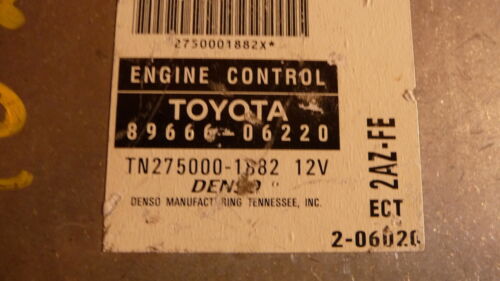 2750001882X*
ENGINE CONTROL
TOYOTA
89666-06220
TN275000-1882 12V
DENSO
DENSO MANUFACTURING TENNESSEE, INC.
2AZ-FE
ECT
2-06020